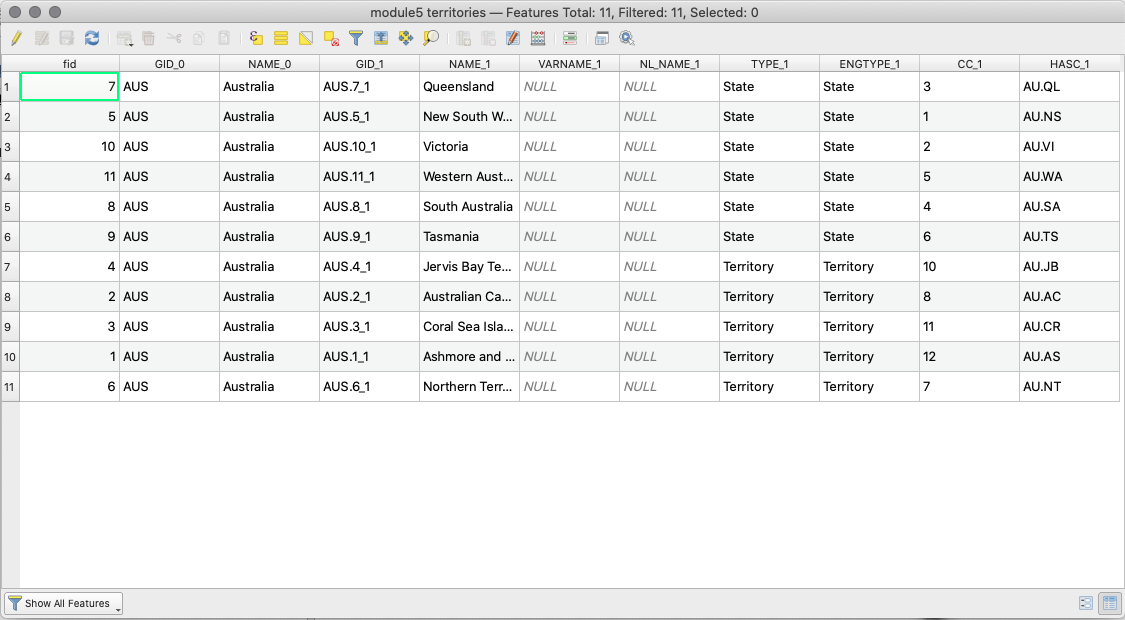 module5 territories — Features Total: 11, Filtered: 11, Selected: 0
fid GID_0 NAME_0 GID_1 NAME_1 VARNAME_1 NL_NAME_1 TYPE_1 ENGTYPE_1 CC_1 HASC_1
1 7 AUS Australia AUS.7_1 Queensland NULL NULL State State 3 AU.QL
2 5 AUS Australia AUS.5_1 New South W... NULL NULL State State 1 AU.NS
3 10 AUS Australia AUS.10_1 Victoria NULL NULL State State 2 AU.VI
4 11 AUS Australia AUS.11_1 Western Aust... NULL NULL State State 5 AU.WA
5 8 AUS Australia AUS.8_1 South Australia NULL NULL State State 4 AU.SA
6 9 AUS Australia AUS.9_1 Tasmania NULL NULL State State 6 AU.TS
7 4 AUS Australia AUS.4_1 Jervis Bay Te... NULL NULL Territory Territory 10 AU.JB
8 2 AUS Australia AUS.2_1 Australian Ca... NULL NULL Territory Territory 8 AU.AC
9 3 AUS Australia AUS.3_1 Coral Sea Isla... NULL NULL Territory Territory 11 AU.CR
10 1 AUS Australia AUS.1_1 Ashmore and ... NULL NULL Territory Territory 12 AU.AS
11 6 AUS Australia AUS.6_1 Northern Terr... NULL NULL Territory Territory 7 AU.NT
Show All Features